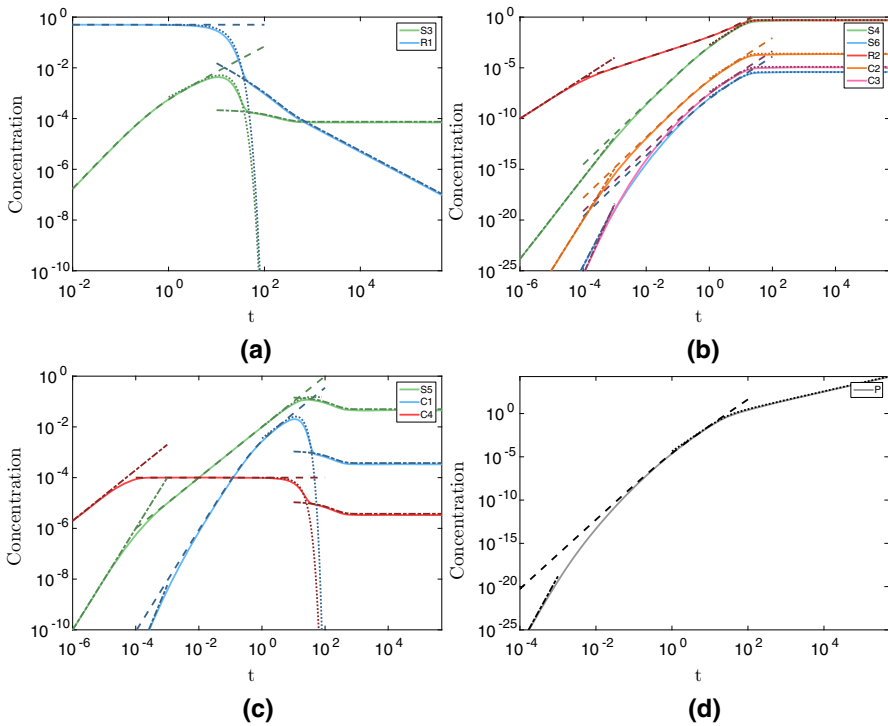 10^0
10^-2
10^-4
10^-6
10^-8
10^-10
Concentration
10^-2
10^0
10^2
10^4
t
S3
R1
(a)
10^0
10^-5
10^-10
10^-15
10^-20
10^-25
Concentration
10^-6
10^-4
10^-2
10^0
10^2
10^4
t
S4
S6
R2
C2
C3
(b)
10^0
10^-2
10^-4
10^-6
10^-8
10^-10
Concentration
10^-6
10^-4
10^-2
10^0
10^2
10^4
t
S5
C1
C4
(c)
10^0
10^-5
10^-10
10^-15
10^-20
10^-25
Concentration
10^-4
10^-2
10^0
10^2
10^4
t
P
(d)